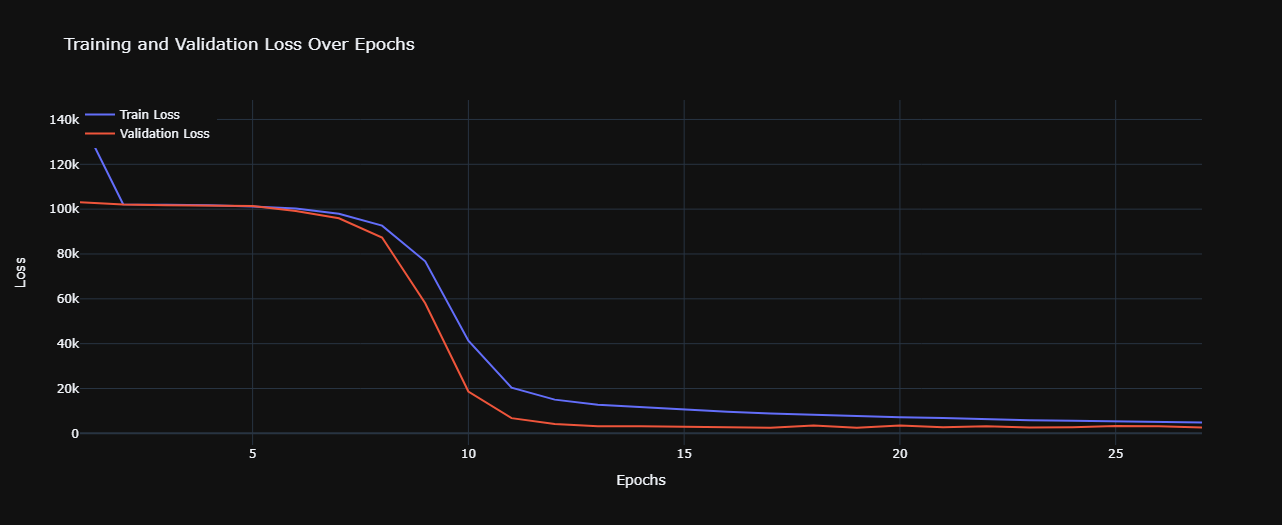 Training and Validation Loss Over Epochs
Train Loss
Validation Loss
140k
120k
100k
80k
60k
40k
20k
0
Loss
5 10 15 20 25
Epochs